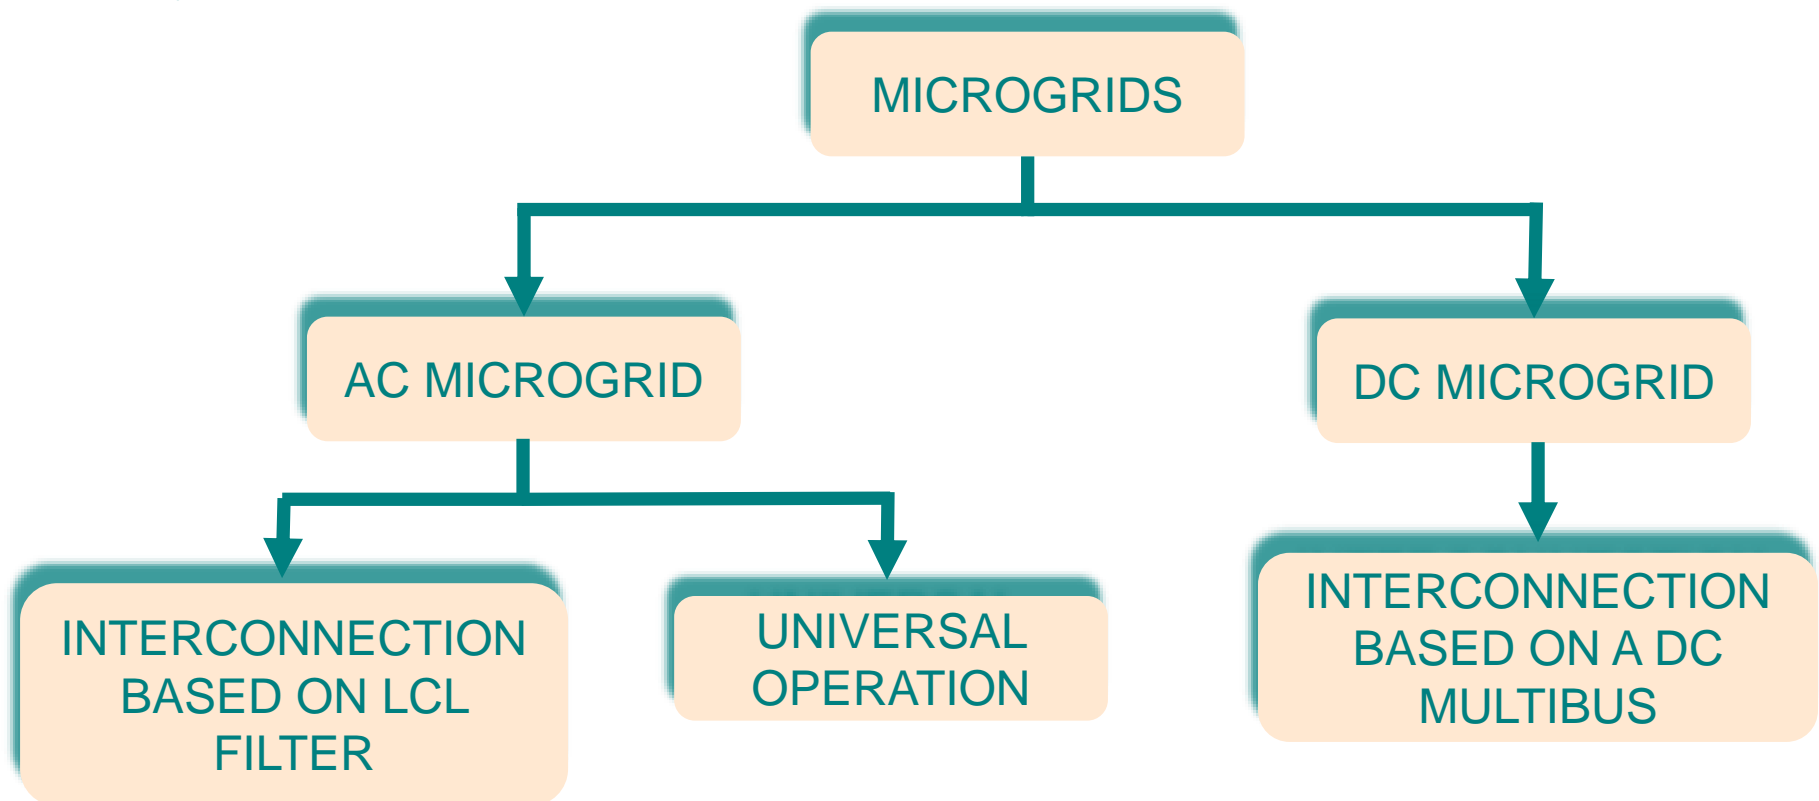 MICROGRIDS
AC MICROGRID
DC MICROGRID
INTERCONNECTION
BASED ON LCL
FILTER
UNIVERSAL
OPERATION
INTERCONNECTION
BASED ON A DC
MULTIBUS